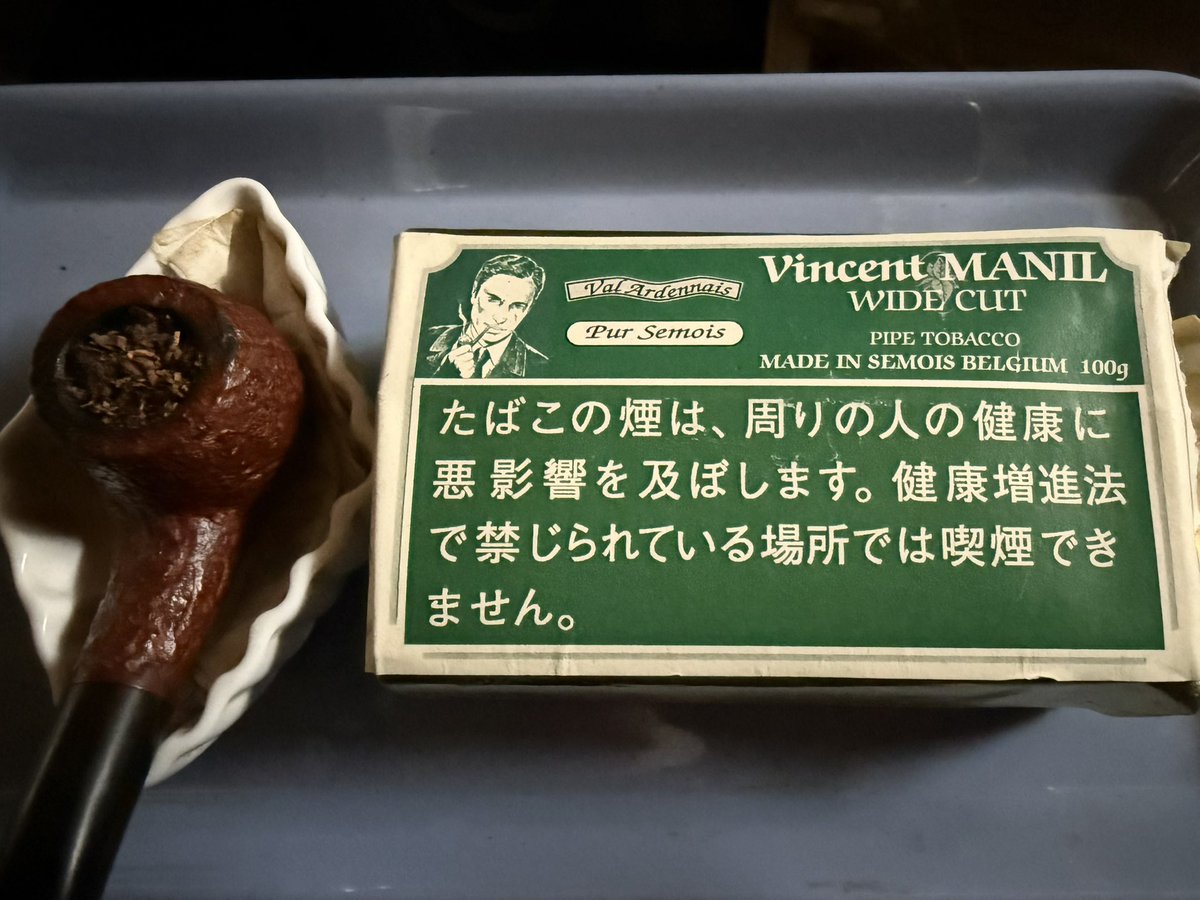 Val Ardennais
Pur Semois
Vincent MANIL
WIDE CUT
PIPE TOBACCO
MADE IN SEMOIS BELGIUM 100g
たばこの煙は、周りの人の健康に
悪影響を及ぼします。健康増進法
で禁じられている場所では喫煙でき
ません。